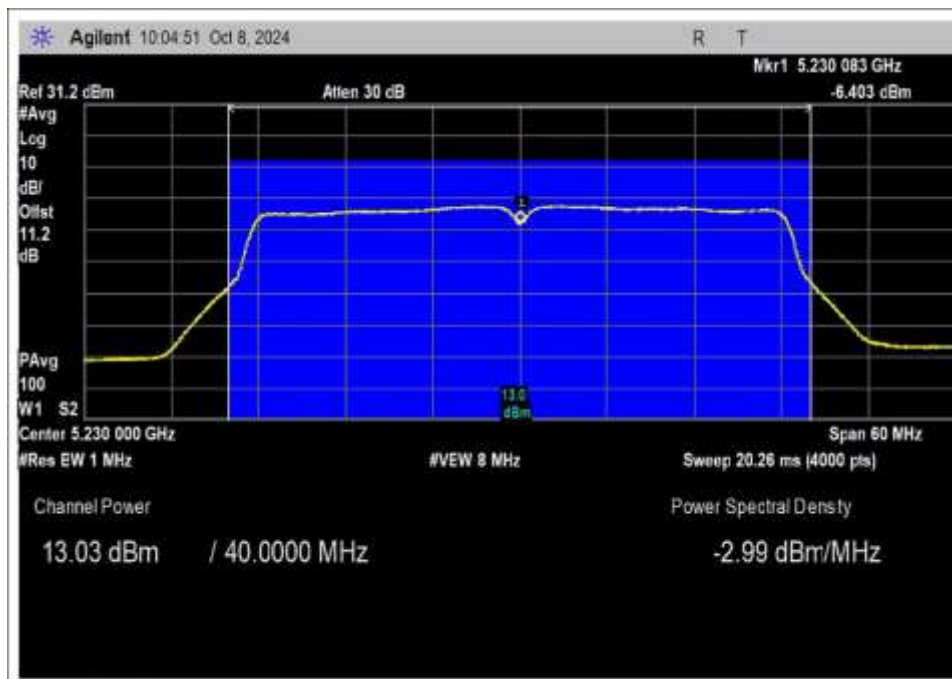 Agilent 10:04:51 Oct 8, 2024 R T
Mkr1 5.230 083 GHz
Ref 31.2 dBm Atten 30 dB -6.403 dBm
#Avg
Log
10
dB/
Offst
11.2
dB
1
PAvg
100
W1 S2
13.0
dBm
Center 5.230 000 GHz Span 60 MHz
#Res BW 1 MHz #VBW 8 MHz Sweep 20.26 ms (4000 pts)
Channel Power Power Spectral Density
13.03 dBm / 40.0000 MHz -2.99 dBm/MHz